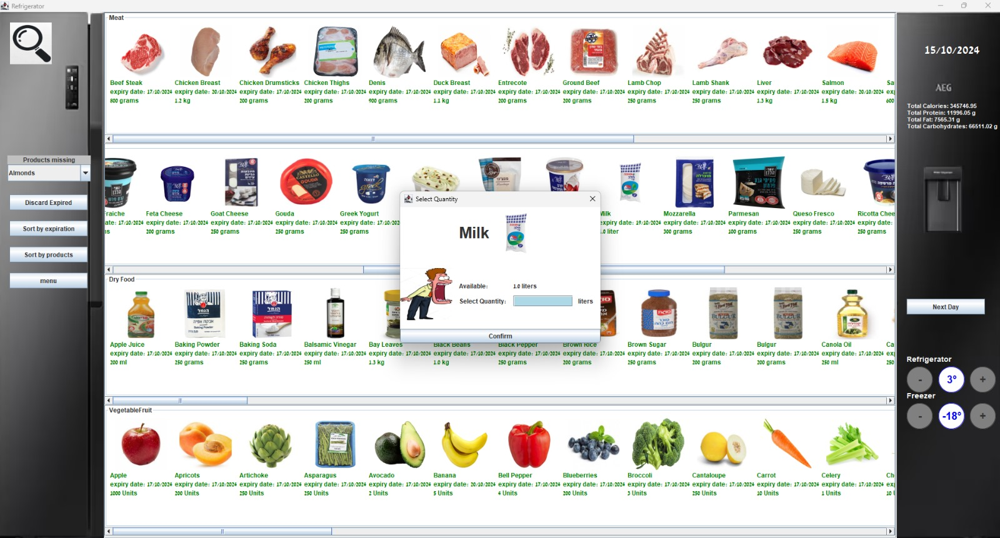 Refrigerator
Products missing
Almonds
Discard Expired
Sort by expiration
Sort by products
menu
Meat
Beef Steak
expiry date: 17/10/2024
800 grams
Chicken Breast
expiry date: 20/10/2024
1.2 kg
Chicken Drumsticks
expiry date: 17/10/2024
200 grams
Chicken Thighs
expiry date: 17/10/2024
200 grams
Denis
expiry date: 17/10/2024
900 grams
Duck Breast
expiry date: 17/10/2024
1.1 kg
Entrecote
expiry date: 17/10/2024
200 grams
Ground Beef
expiry date: 17/10/2024
200 grams
Lamb Chop
expiry date: 17/10/2024
250 grams
Lamb Shank
expiry date: 17/10/2024
250 grams
Liver
expiry date: 17/10/2024
1.3 kg
Salmon
expiry date: 20/10/2024
1.5 kg
Sa
exp
600
raiche
ate: 17/10/2024
ns
Feta Cheese
expiry date: 17/10/2024
200 grams
Goat Cheese
expiry date: 17/10/2024
250 grams
GOUDA
Gouda
expiry date: 17/10/2024
250 grams
greek
Greek Yogurt
expiry date: 17/10/2024
250 grams
Milk
expiry date: 19/10/2024
.0 liter
Mozzarella
expiry date: 17/10/2024
300 grams
Parmesan
expiry date: 17/10/2024
100 grams
Queso Fresco
expiry date: 17/10/2024
250 grams
Ricotta Chee
expiry date: 17/10/2024
250 grams
Select Quantity
Milk
Available:
1.0 liters
Select Quantity:
liters
Confirm
Dry Food
Apple Juice
expiry date: 17/10/2024
200 ml
Baking Powder
Baking Powder
expiry date: 17/10/2024
250 grams
Baking Soda
expiry date: 17/10/2024
250 grams
Balsamic Vinegar
expiry date: 17/10/2024
250 ml
Bay Leaves
expiry date: 17/10/2024
1.3 kg
Black Beans
expiry date: 17/10/2024
1.0 kg
Black Pepper
expiry date: 17/10/2024
250 grams
Brown Rice
expiry date: 17/10/2024
200 grams
סוגת
סוכר
חום כהה
Brown Sugar
expiry date: 17/10/2024
250 grams
BULGUR
Bulgur
expiry date: 17/10/2024
200 grams
BULGUR
Bulgur
expiry date: 17/10/2024
200 grams
Canola Oil
expiry date: 17/10/2024
250 ml
Ca
exp
250
VegetableFruit
Apple
expiry date: 17/10/2024
1000 Units
Apricots
expiry date: 17/10/2024
200 Units
Artichoke
expiry date: 17/10/2024
250 Units
Asparagus
expiry date: 17/10/2024
250 Units
Avocado
expiry date: 17/10/2024
2 Units
Banana
expiry date: 20/10/2024
5 Units
Bell Pepper
expiry date: 17/10/2024
4 Units
Blueberries
expiry date: 17/10/2024
200 Units
Broccoli
expiry date: 17/10/2024
3 Units
Cantaloupe
expiry date: 17/10/2024
250 Units
Carrot
expiry date: 17/10/2024
10 Units
Celery
expiry date: 17/10/2024
1 Units
Ch
exp
10 U
15/10/2024
AEG
Total Calories: 345746.95
Total Protein: 11996.05 g
Total Fat: 7565.31 g
Total Carbohydrates: 66511.02 g
Next Day
Refrigerator
- 3° +
Freezer
- -18° +